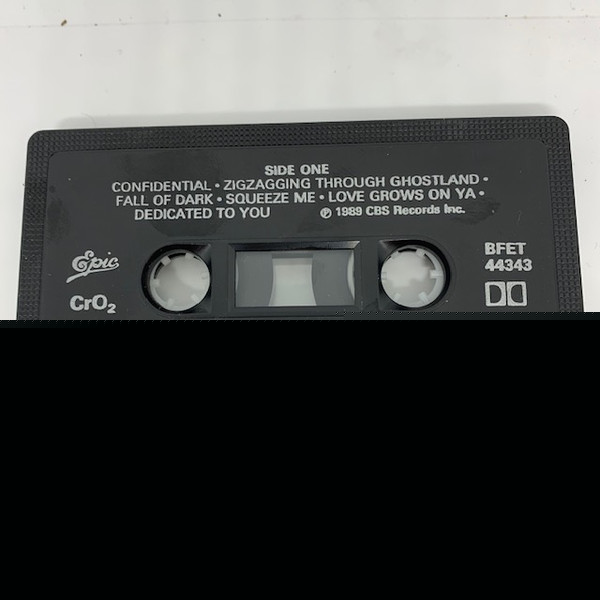 SIDE ONE
CONFIDENTIAL • ZIGZAGGING THROUGH GHOSTLAND •
FALL OF DARK • SQUEEZE ME • LOVE GROWS ON YA •
DEDICATED TO YOU ℗ 1989 CBS Records Inc.
Epic
CrO₂
BFET
44343